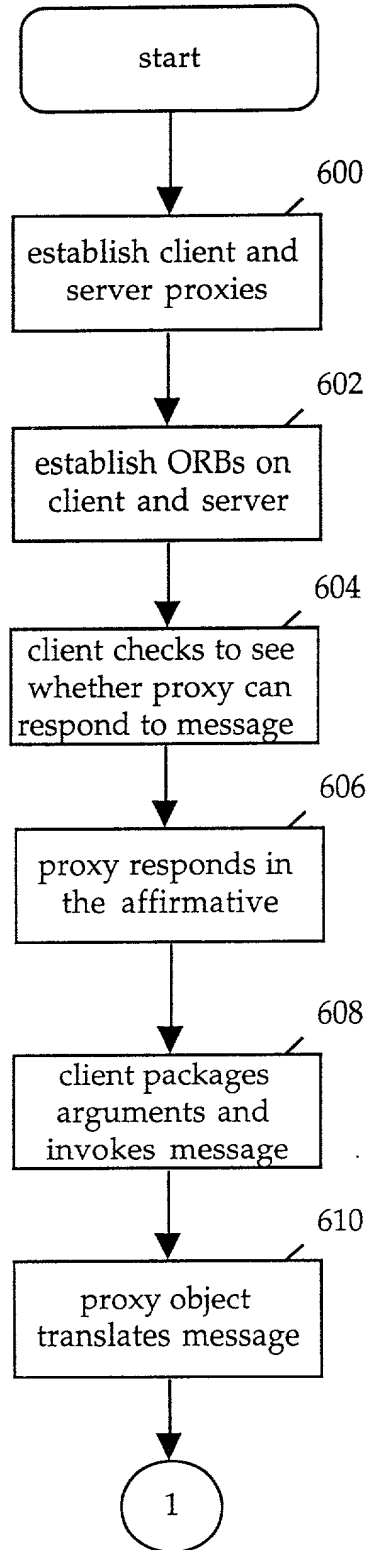 start
600
establish client and
server proxies
602
establish ORBs on
client and server
604
client checks to see
whether proxy can
respond to message
606
proxy responds in
the affirmative
608
client packages
arguments and
invokes message
610
proxy object
translates message
1